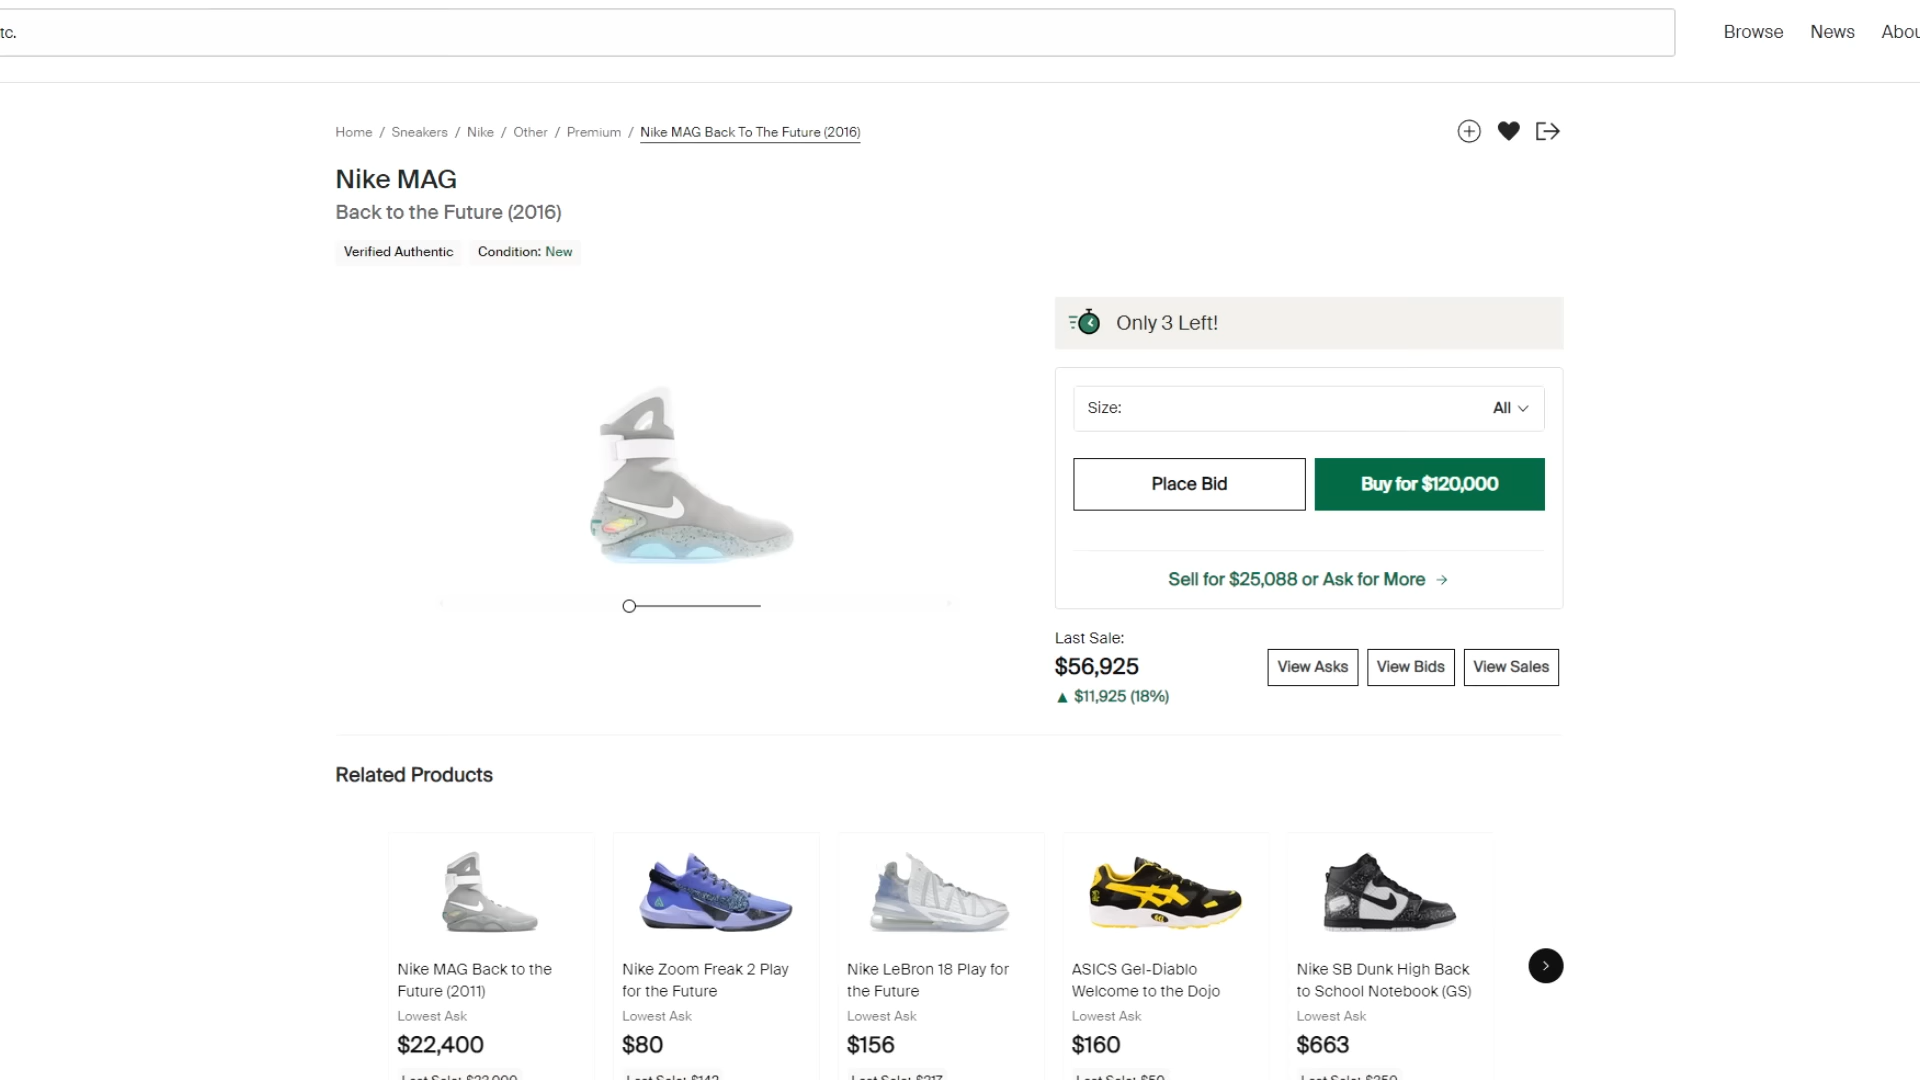 tc.
Browse News Abou
Home / Sneakers / Nike / Other / Premium / Nike MAG Back To The Future (2016)
Nike MAG
Back to the Future (2016)
Verified Authentic Condition: New
Only 3 Left!
Size: All
Place Bid Buy for $120,000
Sell for $25,088 or Ask for More →
Last Sale:
$56,925
▲ $11,925 (18%)
View Asks View Bids View Sales
Related Products
Nike MAG Back to the
Future (2011)
Lowest Ask
$22,400
Nike Zoom Freak 2 Play
for the Future
Lowest Ask
$80
Nike LeBron 18 Play for
the Future
Lowest Ask
$156
ASICS Gel-Diablo
Welcome to the Dojo
Lowest Ask
$160
Nike SB Dunk High Back
to School Notebook (GS)
Lowest Ask
$663